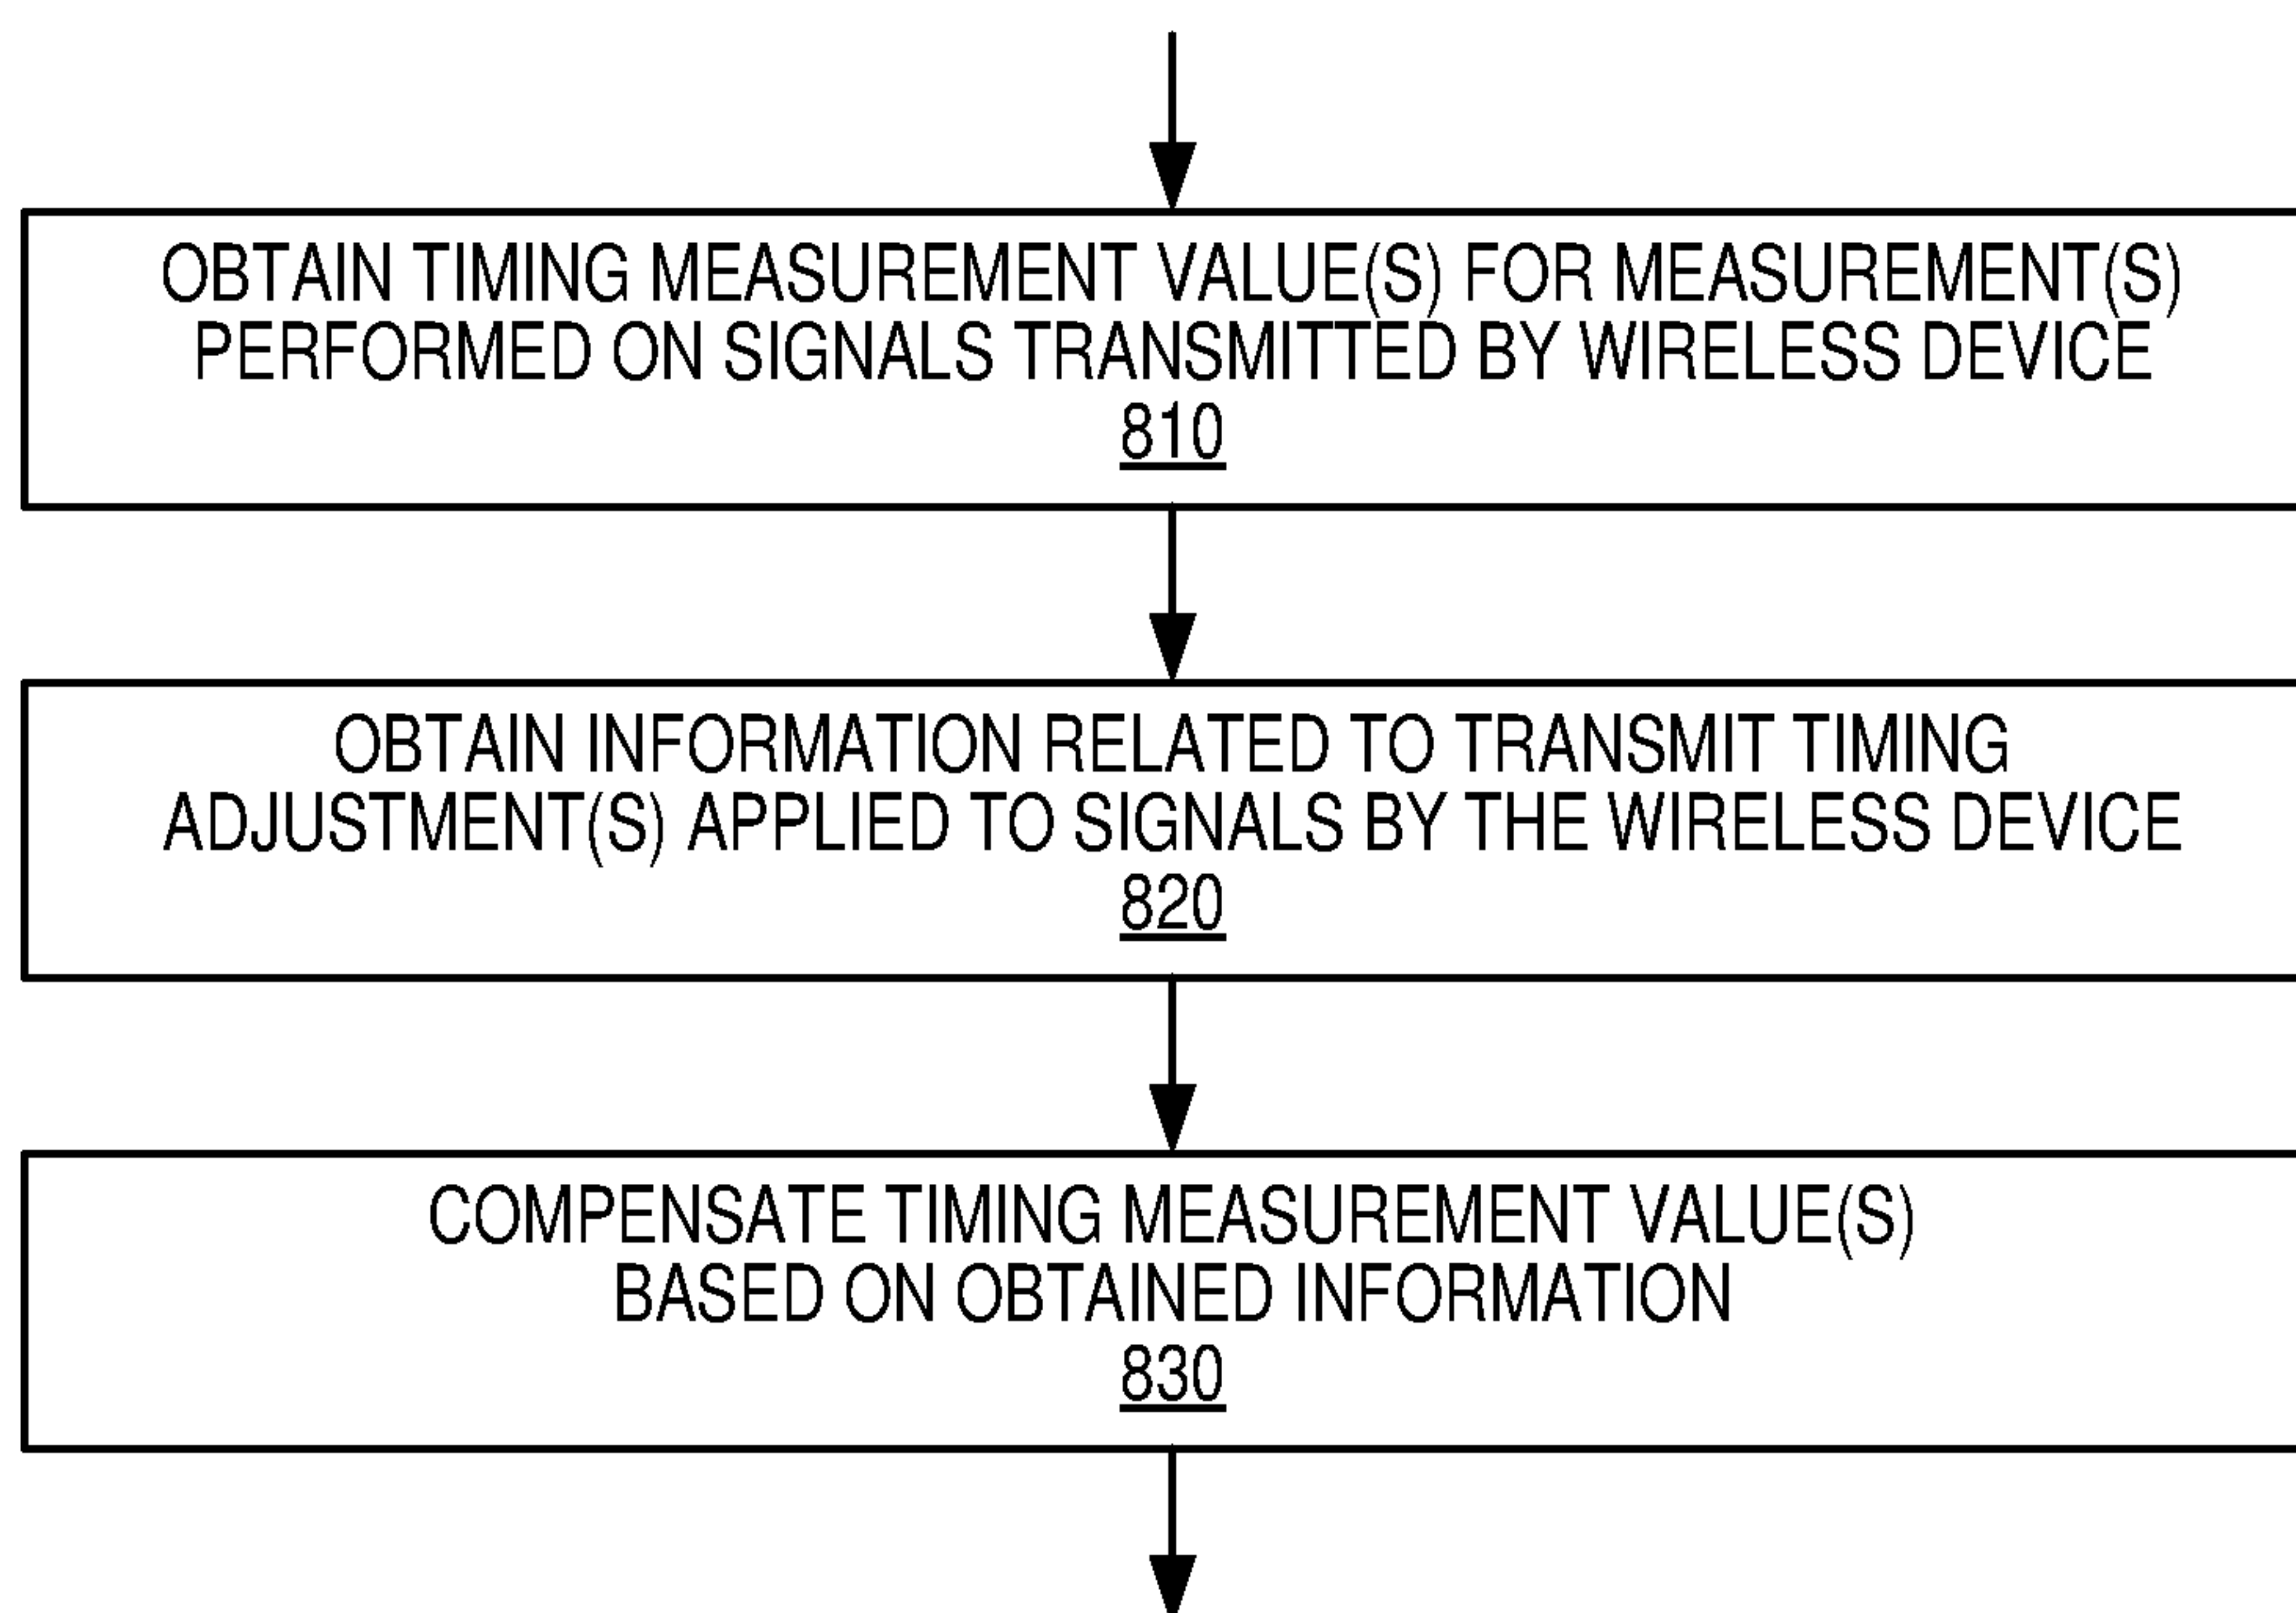 OBTAIN TIMING MEASUREMENT VALUE(S) FOR MEASUREMENT(S)
PERFORMED ON SIGNALS TRANSMITTED BY WIRELESS DEVICE
810
OBTAIN INFORMATION RELATED TO TRANSMIT TIMING
ADJUSTMENT(S) APPLIED TO SIGNALS BY THE WIRELESS DEVICE
820
COMPENSATE TIMING MEASUREMENT VALUE(S)
BASED ON OBTAINED INFORMATION
830